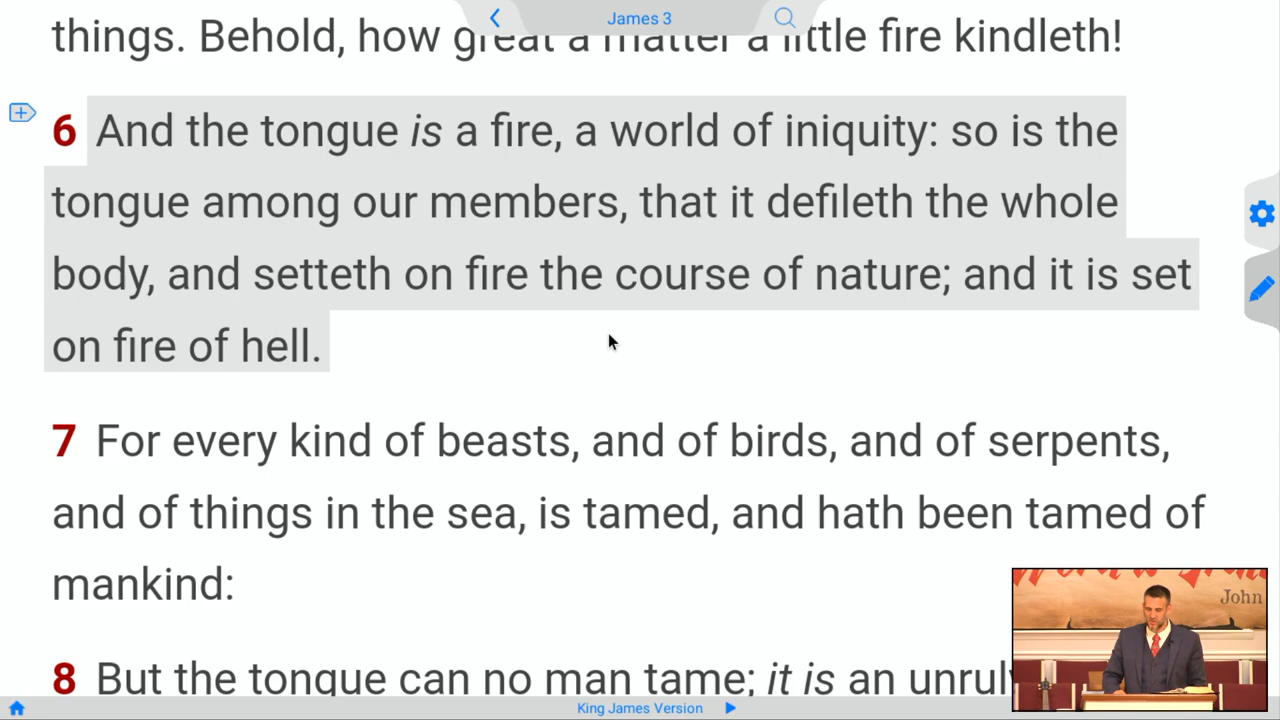 James 3
things. Behold, how great a matter a little fire kindleth!
6 And the tongue is a fire, a world of iniquity: so is the
tongue among our members, that it defileth the whole
body, and setteth on fire the course of nature; and it is set
on fire of hell.
7 For every kind of beasts, and of birds, and of serpents,
and of things in the sea, is tamed, and hath been tamed of
mankind:
John
8 But the tongue can no man tame; it is an unrul
King James Version